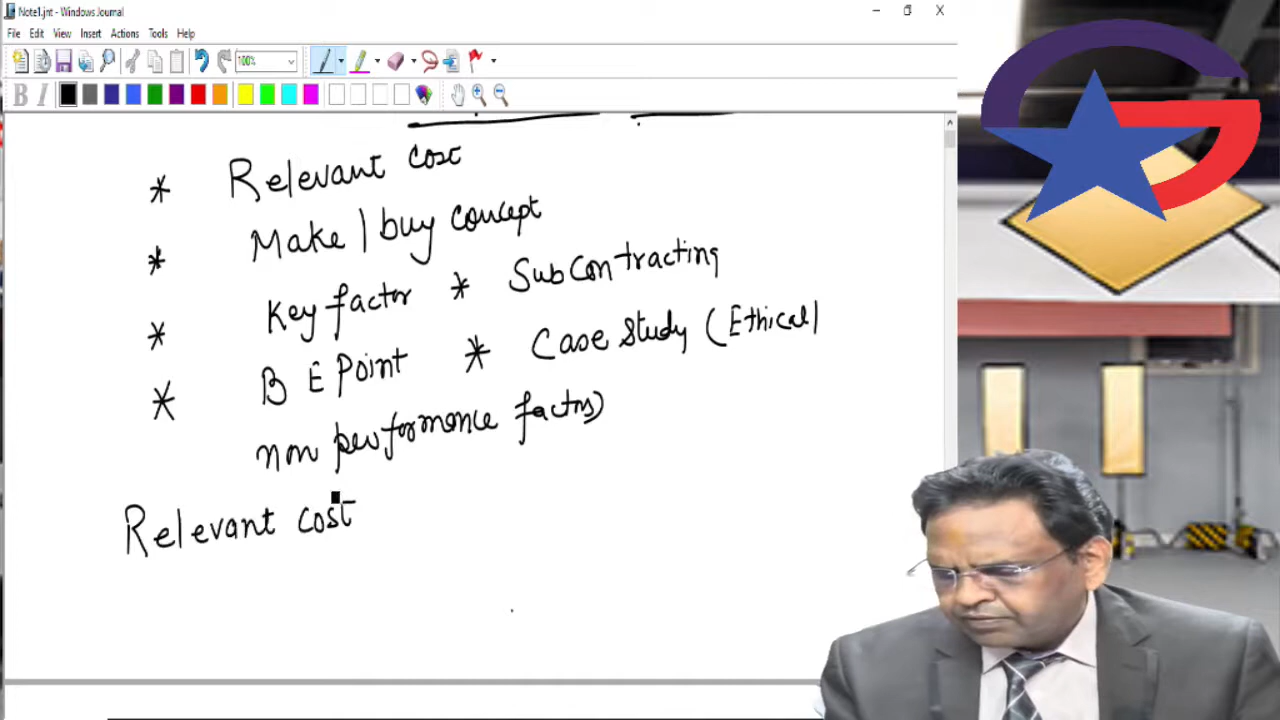 Note1.jnt - Windows Journal
File Edit View Insert Actions Tools Help
100%
B I
* Relevant cost
* Make / buy concept
* Key factor * Subcontracting
* B E Point * Case study (Ethical /
non performance factors)
Relevant cost